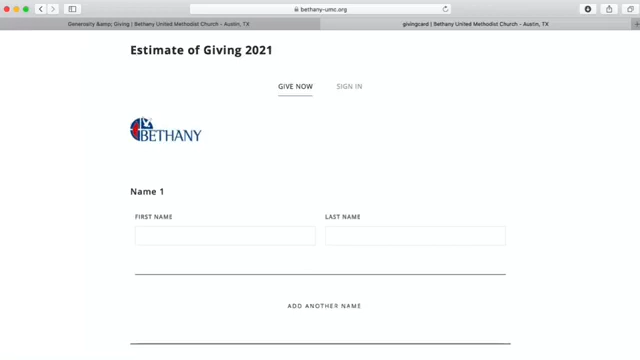 bethany-umc.org
Generosity &amp; Giving | Bethany United Methodist Church - Austin, TX
givingcard | Bethany United Methodist Church - Austin, TX
Estimate of Giving 2021
GIVE NOW
SIGN IN
BETHANY
Name 1
FIRST NAME
LAST NAME
ADD ANOTHER NAME